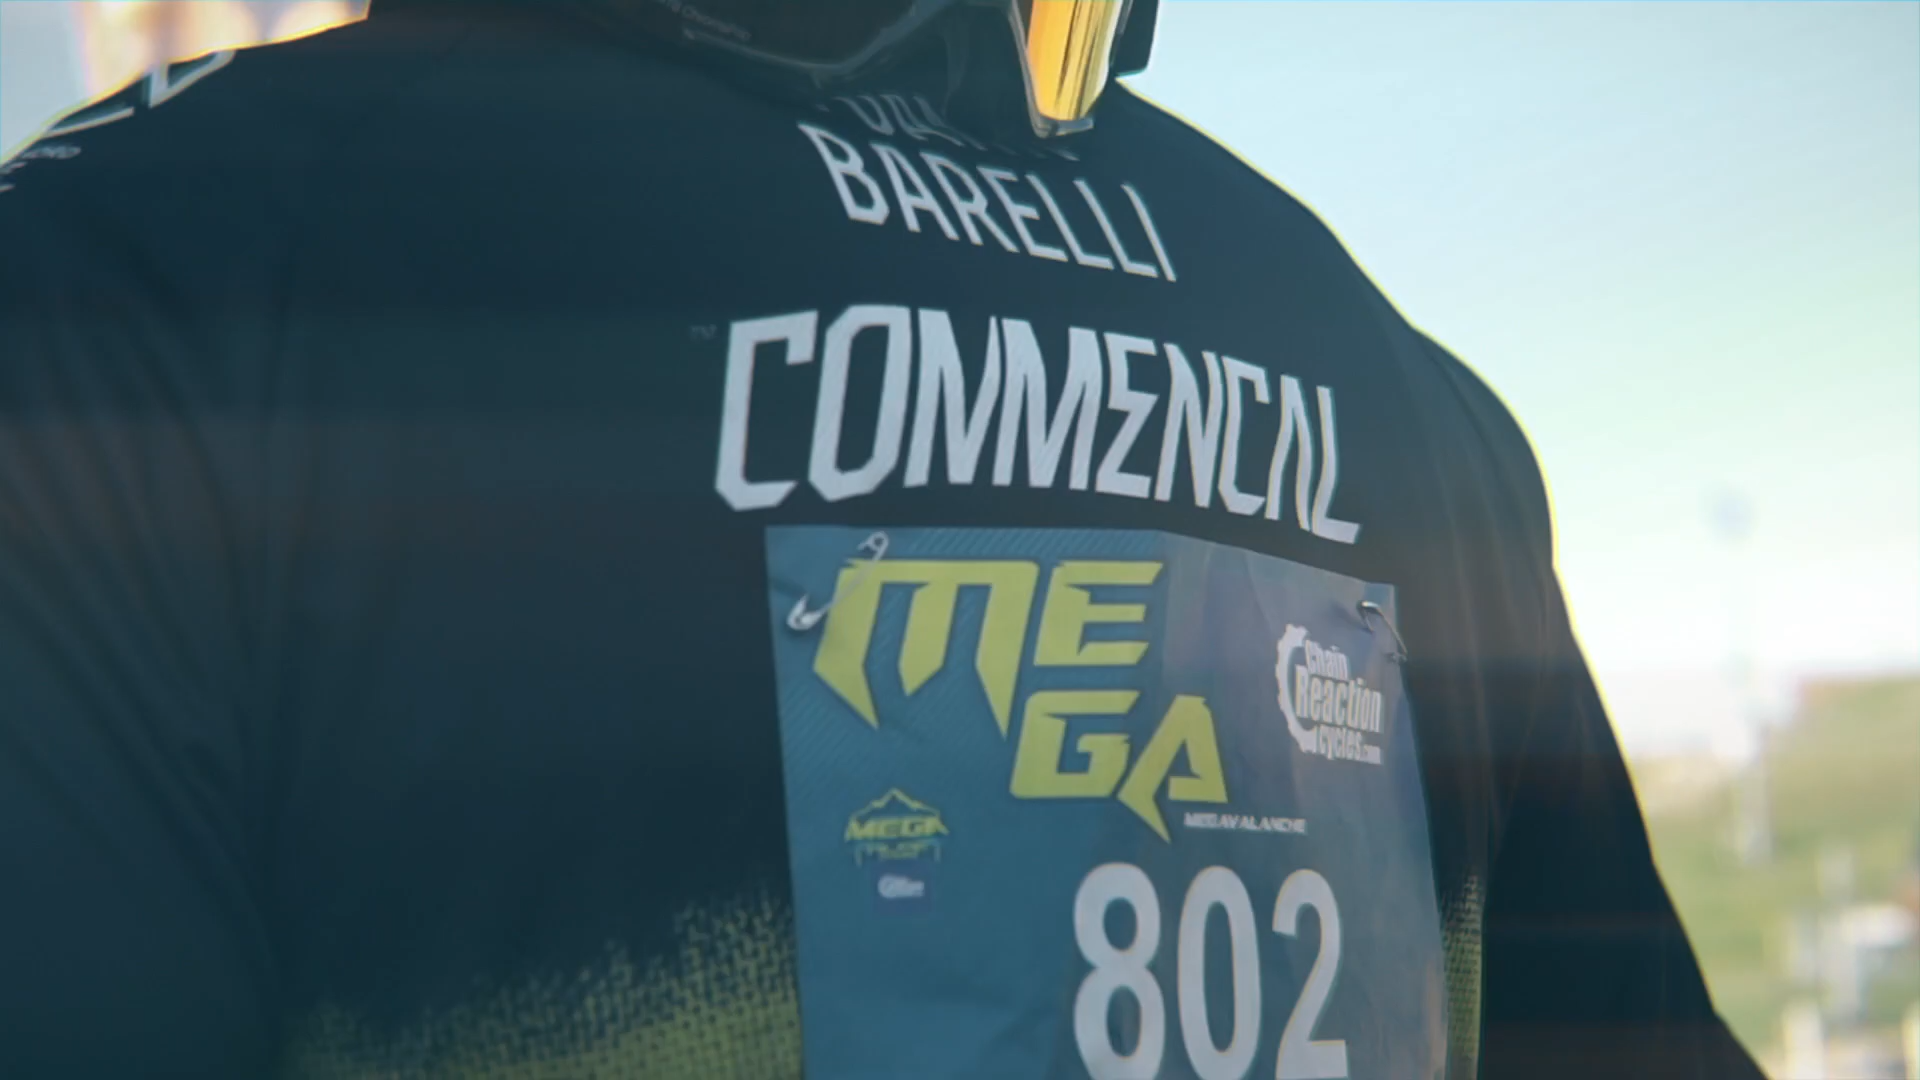 BARELLI
COMMENCAL
MEGA
Chain
Reaction
Cycles.com
MEGAVALANCHE
MEGA
802